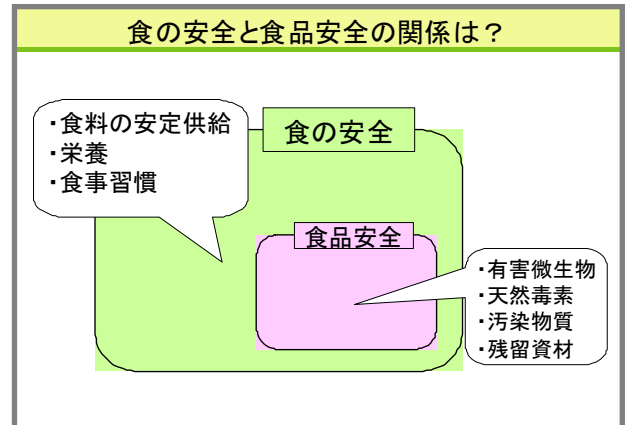 食の安全と食品安全の関係は？
・食料の安定供給
・栄養
・食事習慣
食の安全
食品安全
・有害微生物
・天然毒素
・汚染物質
・残留資材